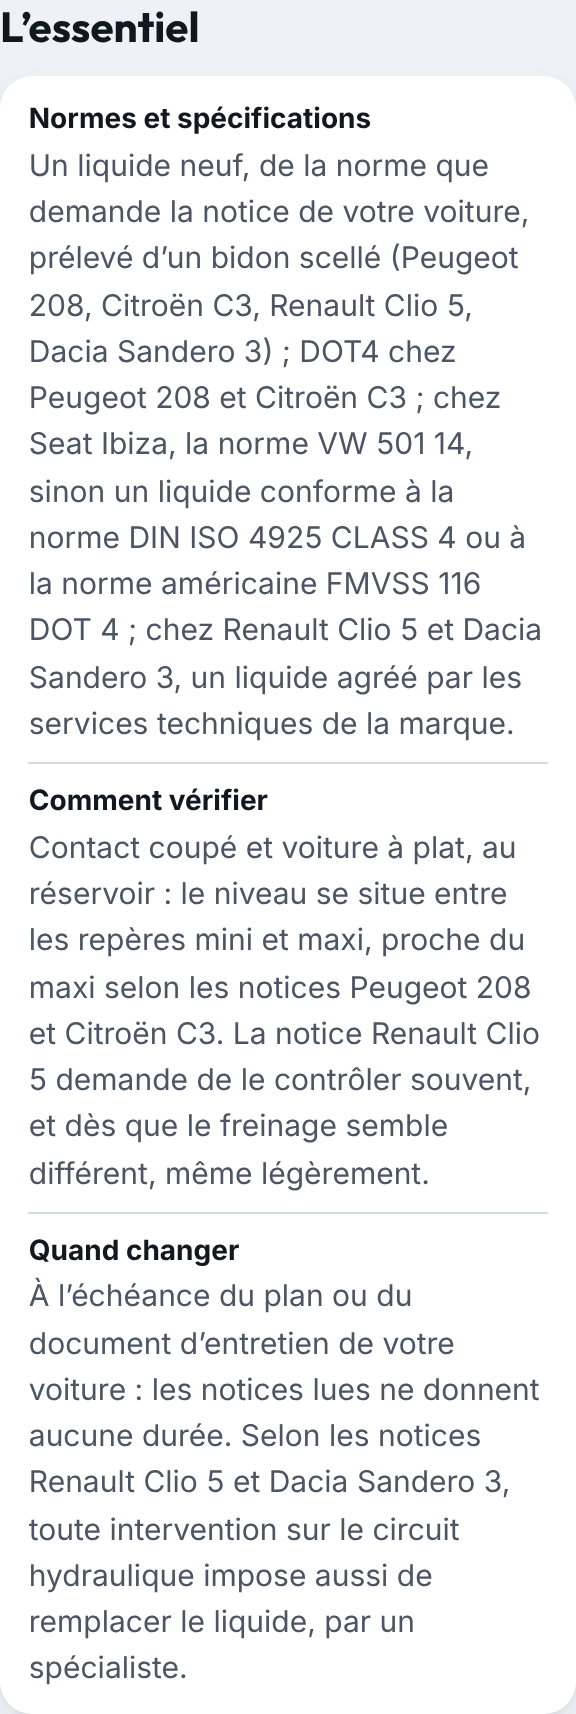 L’essentiel
Normes et spécifications
Un liquide neuf, de la norme que
demande la notice de votre voiture,
prélevé d’un bidon scellé (Peugeot
208, Citroën C3, Renault Clio 5,
Dacia Sandero 3) ; DOT4 chez
Peugeot 208 et Citroën C3 ; chez
Seat Ibiza, la norme VW 501 14,
sinon un liquide conforme à la
norme DIN ISO 4925 CLASS 4 ou à
la norme américaine FMVSS 116
DOT 4 ; chez Renault Clio 5 et Dacia
Sandero 3, un liquide agréé par les
services techniques de la marque.
Comment vérifier
Contact coupé et voiture à plat, au
réservoir : le niveau se situe entre
les repères mini et maxi, proche du
maxi selon les notices Peugeot 208
et Citroën C3. La notice Renault Clio
5 demande de le contrôler souvent,
et dès que le freinage semble
différent, même légèrement.
Quand changer
À l’échéance du plan ou du
document d’entretien de votre
voiture : les notices lues ne donnent
aucune durée. Selon les notices
Renault Clio 5 et Dacia Sandero 3,
toute intervention sur le circuit
hydraulique impose aussi de
remplacer le liquide, par un
spécialiste.